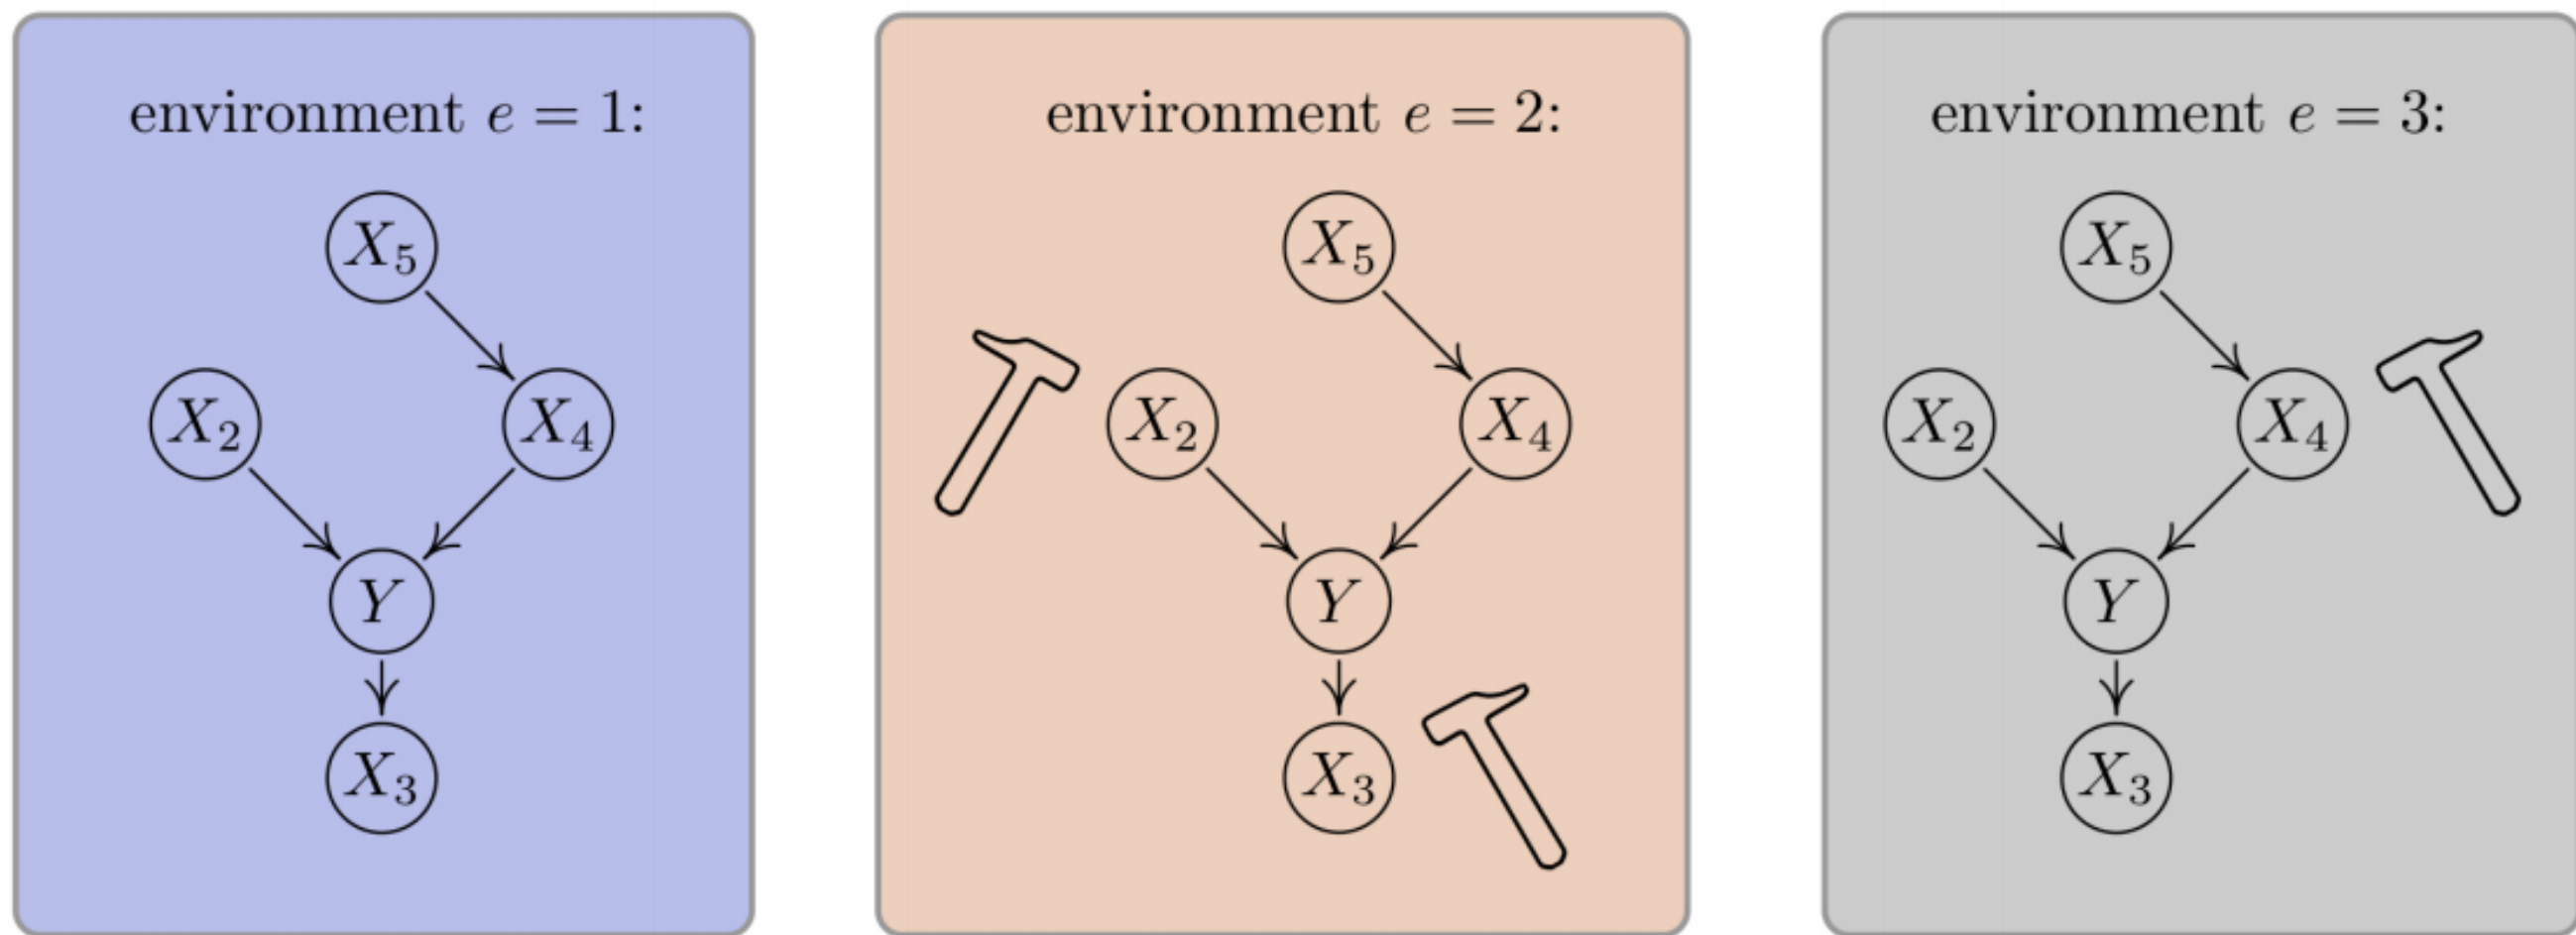 environment e = 1:
X₅
X₂
X₄
Y
X₃
environment e = 2:
X₅
X₂
X₄
Y
X₃
environment e = 3:
X₅
X₂
X₄
Y
X₃